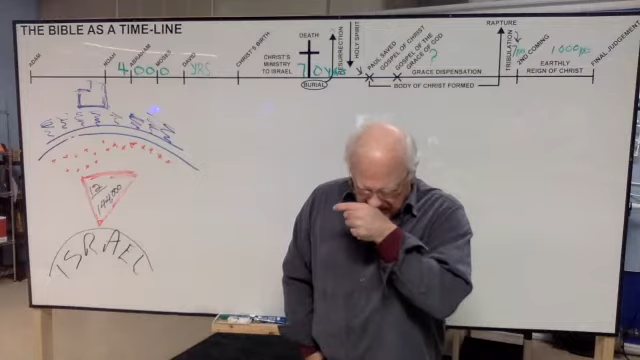 THE BIBLE AS A TIME-LINE
ADAM
NOAH
ABRAHAM
MOSES
DAVID
CHRIST'S BIRTH
CHRIST'S
MINISTRY
TO ISRAEL
DEATH
BURIAL
RESURRECTION
HOLY SPIRIT
PAUL SAVED
GOSPEL OF CHRIST
GOSPEL OF THE
GRACE OF GOD
?
GRACE DISPENSATION
BODY OF CHRIST FORMED
RAPTURE
TRIBULATION
2ND COMING
1000
EARTHLY
REIGN OF CHRIST
FINAL JUDGEMENT
4,000 YRS
12
144,000
ISRAEL